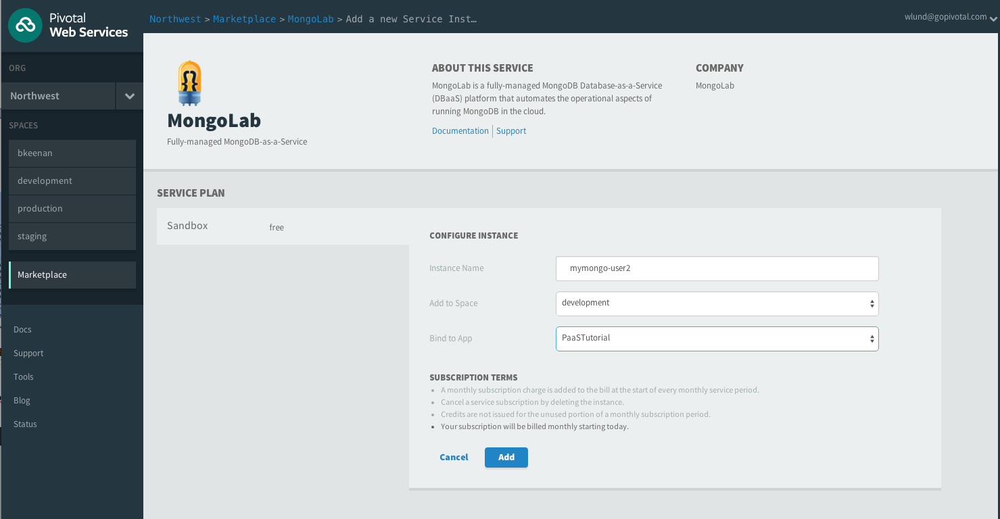 Pivotal
Web Services
Northwest > Marketplace > MongoLab > Add a new Service Inst…
wlund@gopivotal.com
ORG
Northwest
SPACES
bkeenan
development
production
staging
Marketplace
Docs
Support
Tools
Blog
Status
MongoLab
Fully-managed MongoDB-as-a-Service
ABOUT THIS SERVICE
MongoLab is a fully-managed MongoDB Database-as-a-Service
(DBaaS) platform that automates the operational aspects of
running MongoDB in the cloud.
Documentation | Support
COMPANY
MongoLab
SERVICE PLAN
Sandbox free
CONFIGURE INSTANCE
Instance Name mymongo-user2
Add to Space development
Bind to App PaaSTutorial
SUBSCRIPTION TERMS
• A monthly subscription charge is added to the bill at the start of every monthly service period.
• Cancel a service subscription by deleting the instance.
• Credits are not issued for the unused portion of a monthly subscription period.
• Your subscription will be billed monthly starting today.
Cancel Add